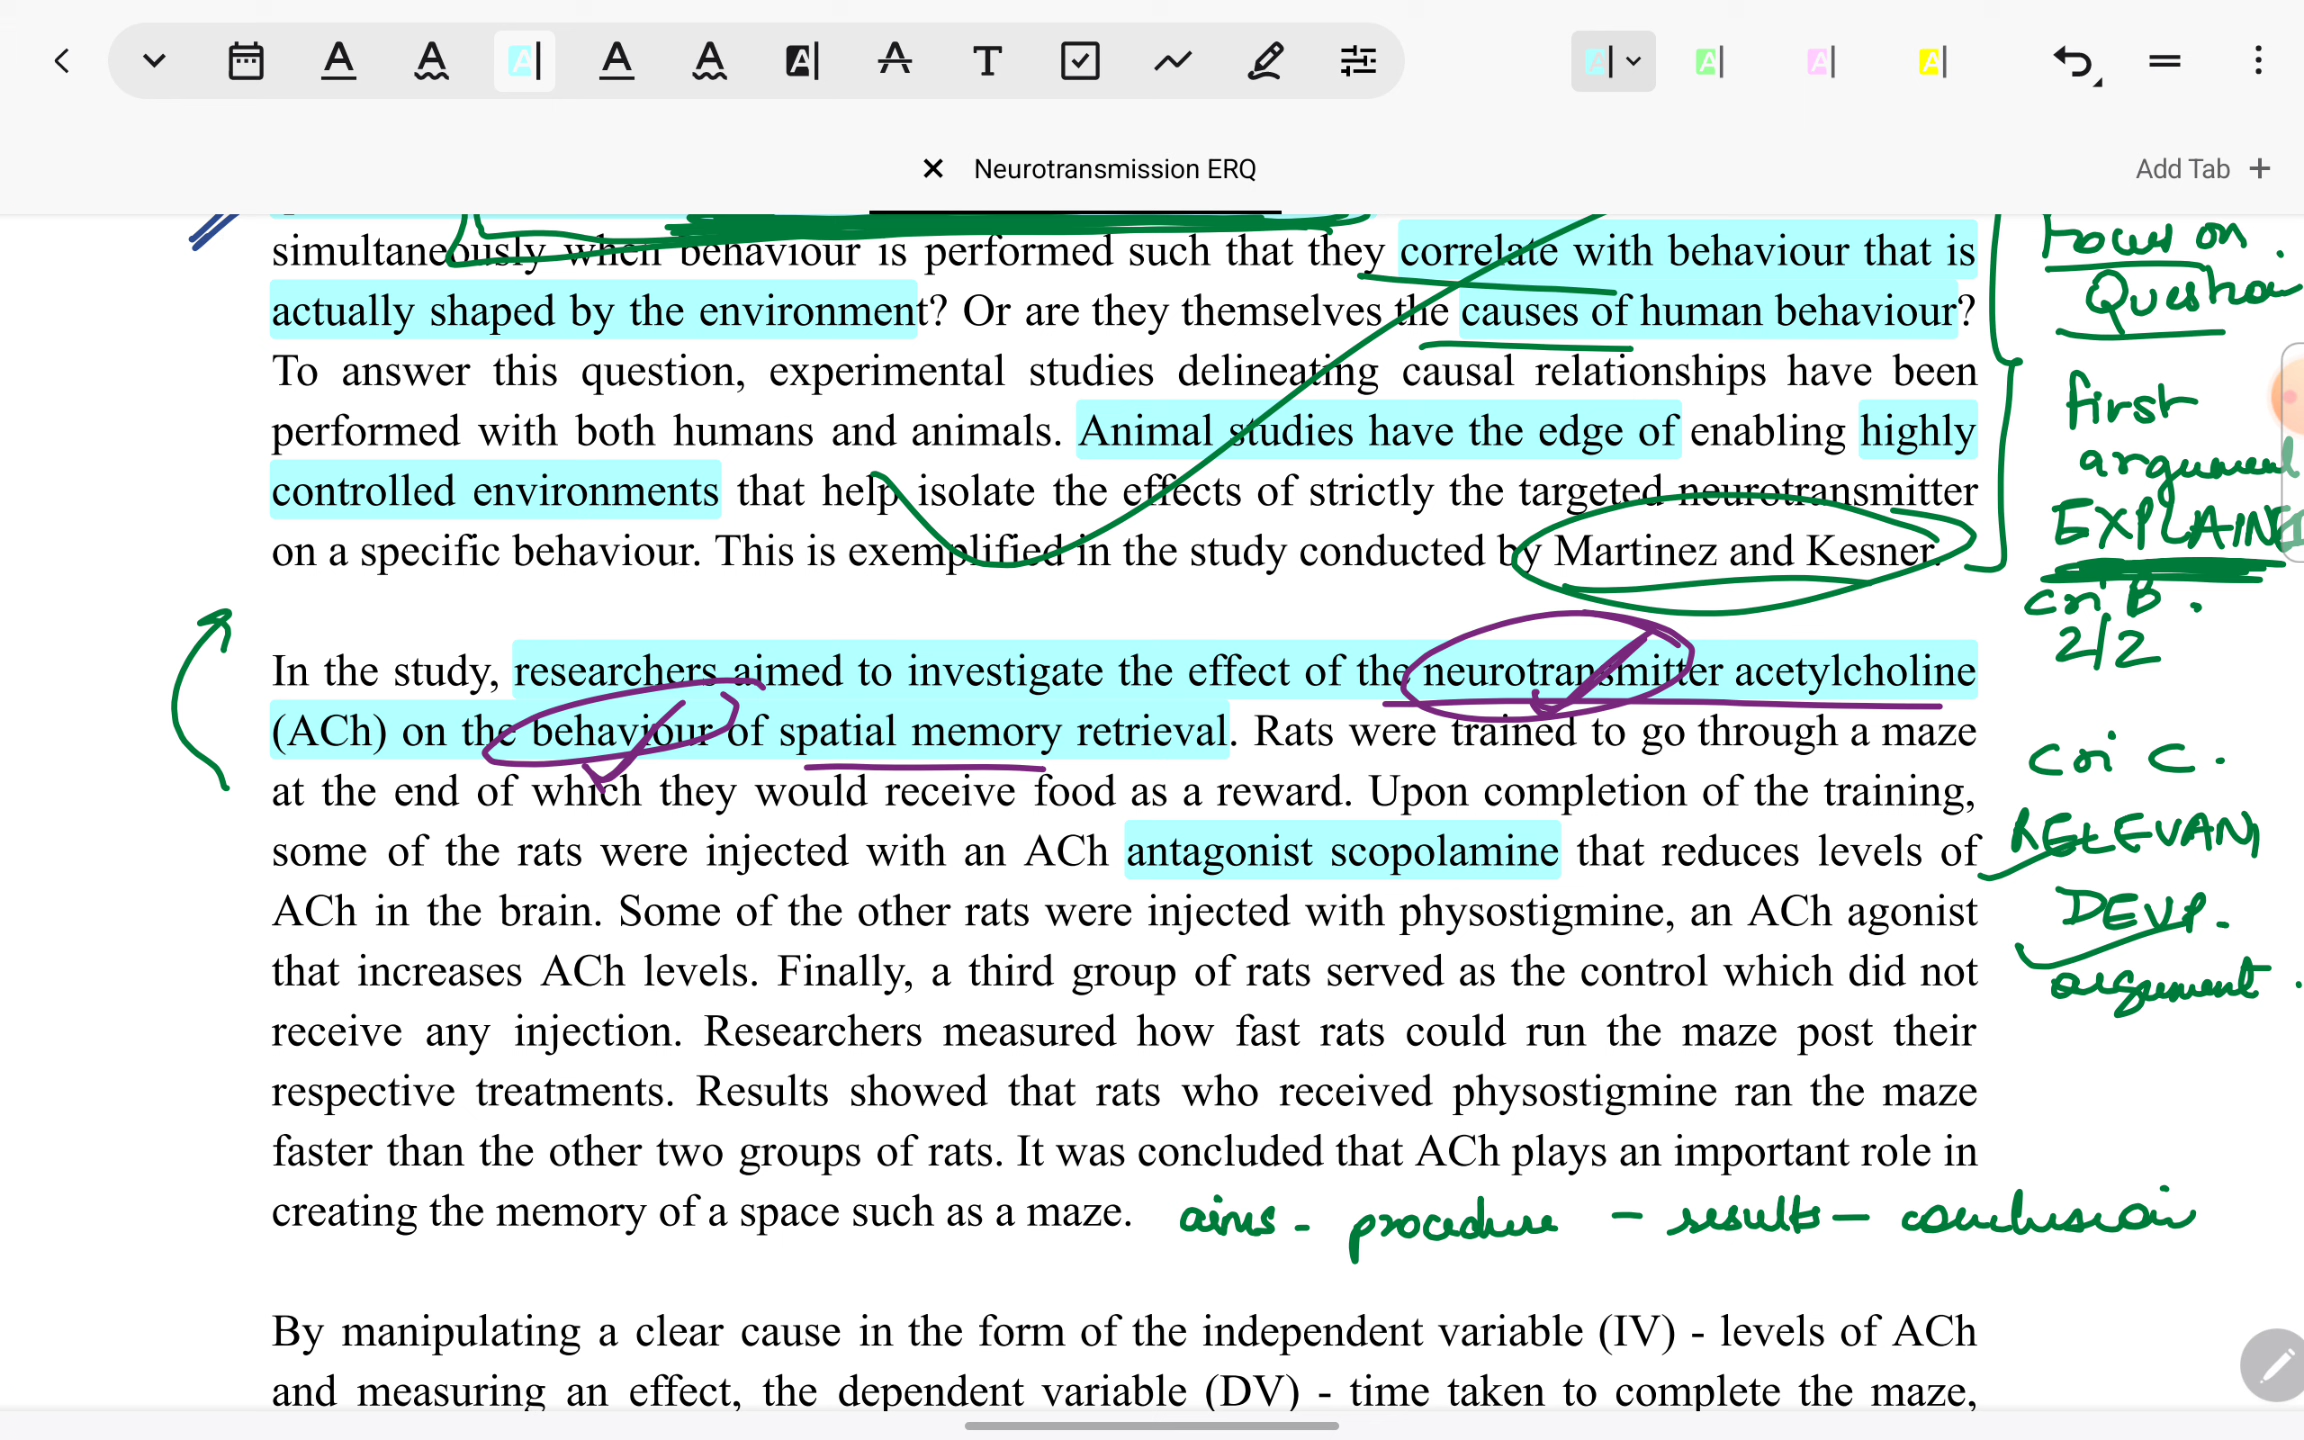 Neurotransmission ERQ
Add Tab +
simultaneously when behaviour is performed such that they correlate with behaviour that is
actually shaped by the environment? Or are they themselves the causes of human behaviour?
To answer this question, experimental studies delineating causal relationships have been
performed with both humans and animals. Animal studies have the edge of enabling highly
controlled environments that help isolate the effects of strictly the targeted neurotransmitter
on a specific behaviour. This is exemplified in the study conducted by Martinez and Kesner.
Focus on
Question
first
argument
EXPLAINED
cri B.
2/2
In the study, researchers aimed to investigate the effect of the neurotransmitter acetylcholine
(ACh) on the behaviour of spatial memory retrieval. Rats were trained to go through a maze
at the end of which they would receive food as a reward. Upon completion of the training,
some of the rats were injected with an ACh antagonist scopolamine that reduces levels of
ACh in the brain. Some of the other rats were injected with physostigmine, an ACh agonist
that increases ACh levels. Finally, a third group of rats served as the control which did not
receive any injection. Researchers measured how fast rats could run the maze post their
respective treatments. Results showed that rats who received physostigmine ran the maze
faster than the other two groups of rats. It was concluded that ACh plays an important role in
creating the memory of a space such as a maze.
aims - procedure - results - conclusion
cri C.
RELEVAN,
DEVP.
argument.
By manipulating a clear cause in the form of the independent variable (IV) - levels of ACh
and measuring an effect, the dependent variable (DV) - time taken to complete the maze,